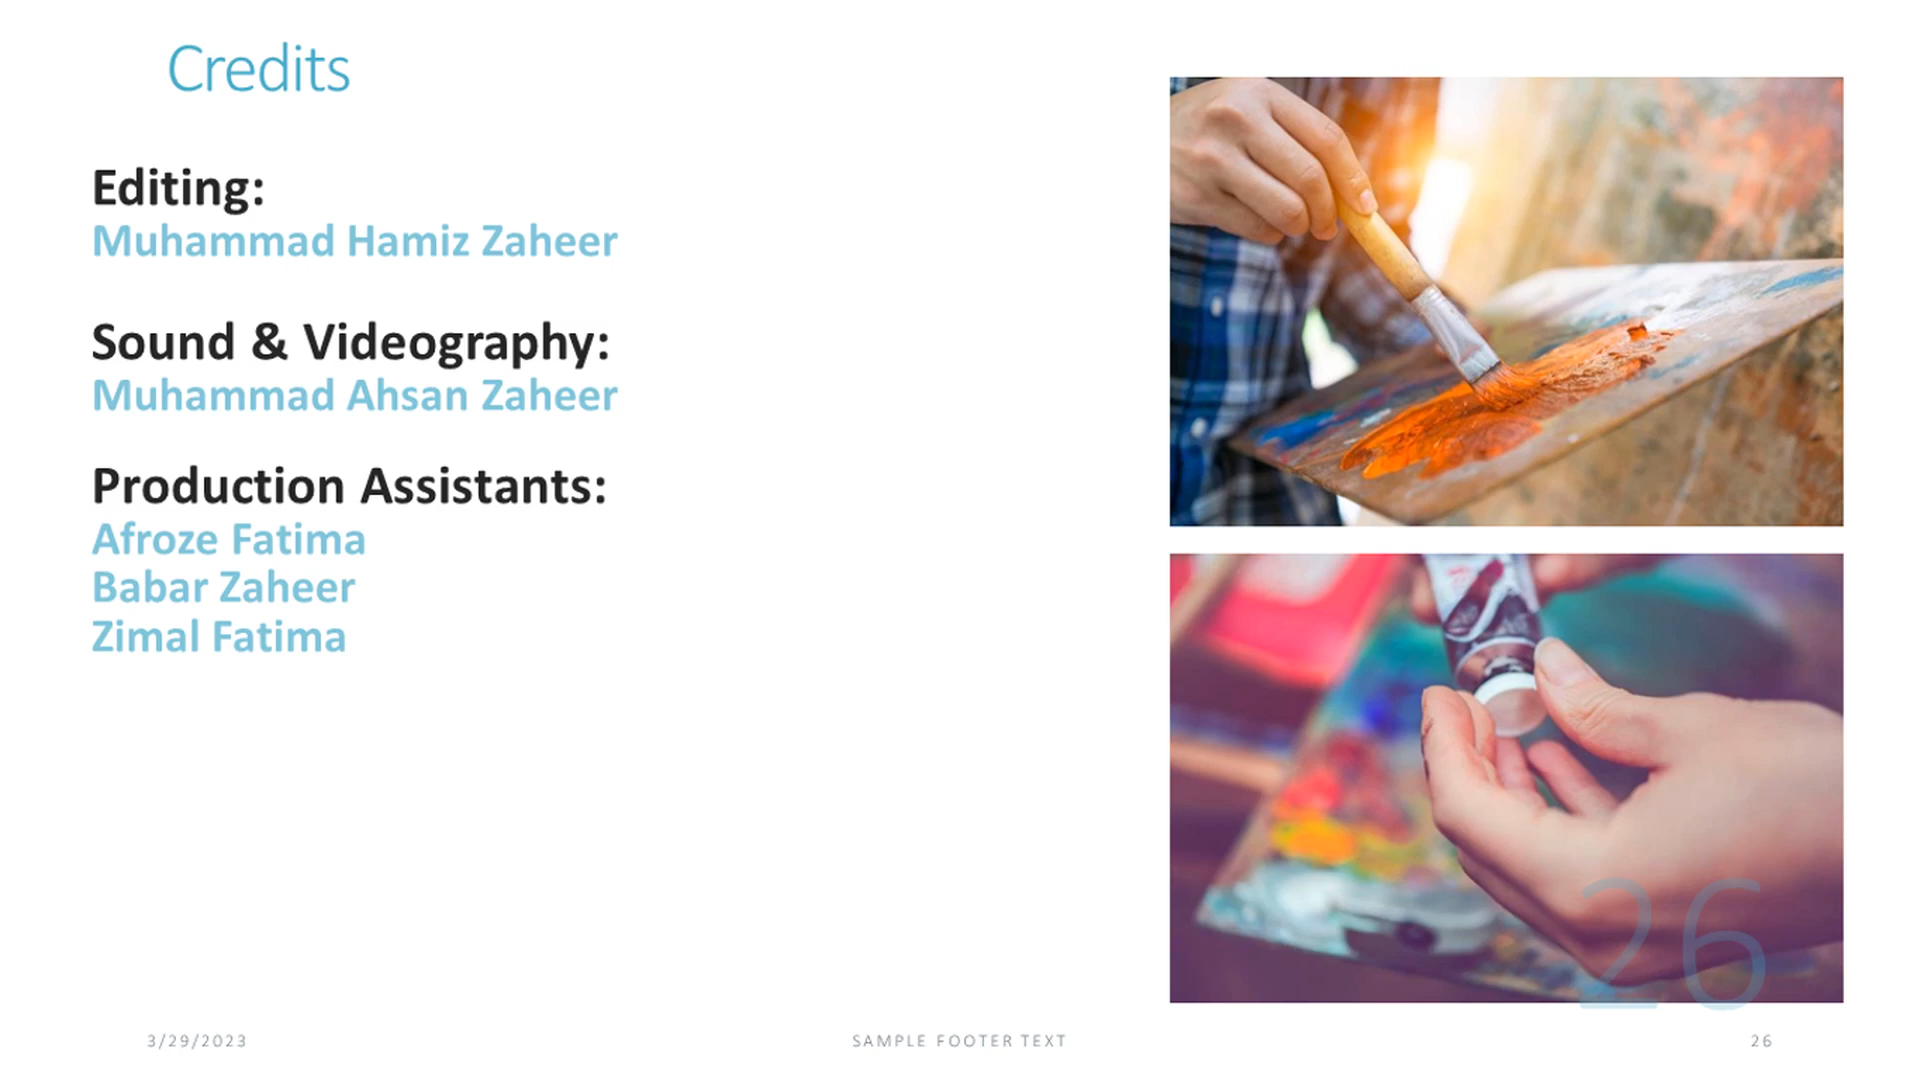 Credits
Editing:
Muhammad Hamiz Zaheer
Sound & Videography:
Muhammad Ahsan Zaheer
Production Assistants:
Afroze Fatima
Babar Zaheer
Zimal Fatima
26
3/29/2023
SAMPLE FOOTER TEXT
26